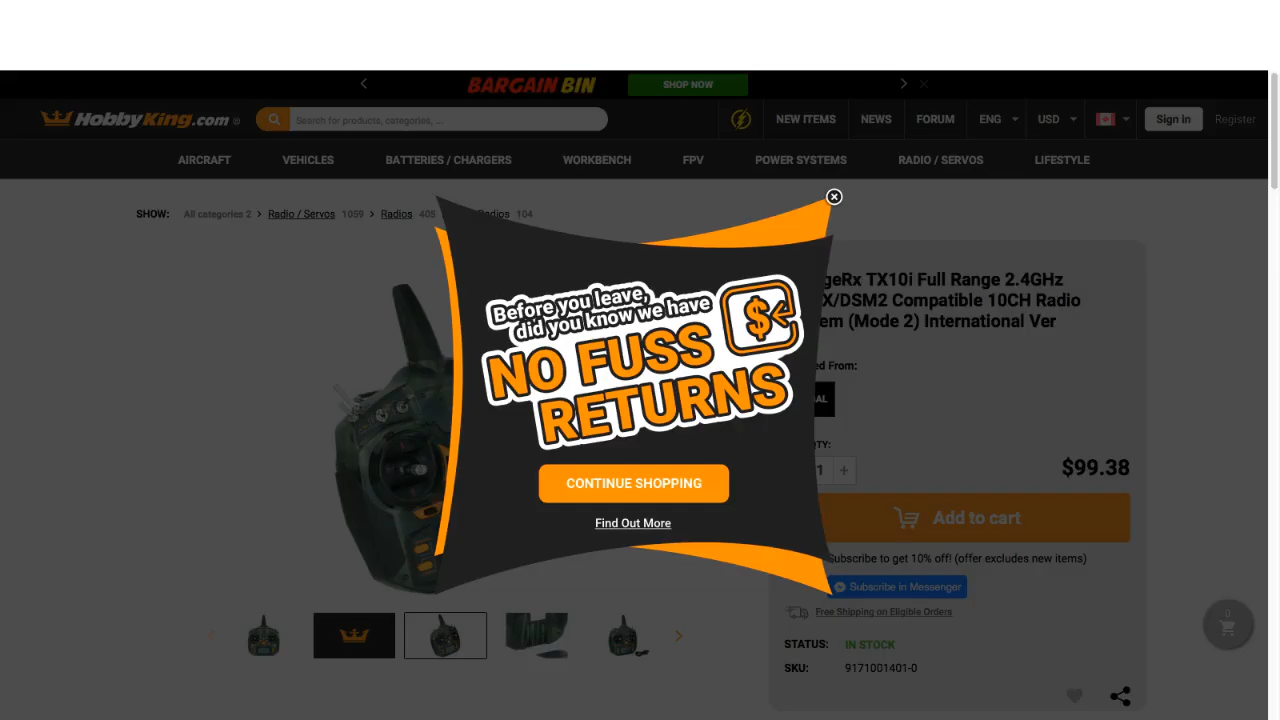 BARGAIN BIN
SHOP NOW
HobbyKing.com®
Search for products, categories, ...
NEW ITEMS
NEWS
FORUM
ENG
USD
Sign In
Register
AIRCRAFT
VEHICLES
BATTERIES / CHARGERS
WORKBENCH
FPV
POWER SYSTEMS
RADIO / SERVOS
LIFESTYLE
SHOW:
All categories 2 > Radio / Servos 1059 > Radios 405
Radios 104
Before you leave,
did you know we have
NO FUSS
RETURNS
$
CONTINUE SHOPPING
Find Out More
TX10i Full Range 2.4GHz
/DSM2 Compatible 10CH Radio
(Mode 2) International Ver
From:
QTY:
1 +
$99.38
Add to cart
Subscribe to get 10% off! (offer excludes new items)
Subscribe in Messenger
Free Shipping on Eligible Orders
STATUS: IN STOCK
SKU: 9171001401-0
0